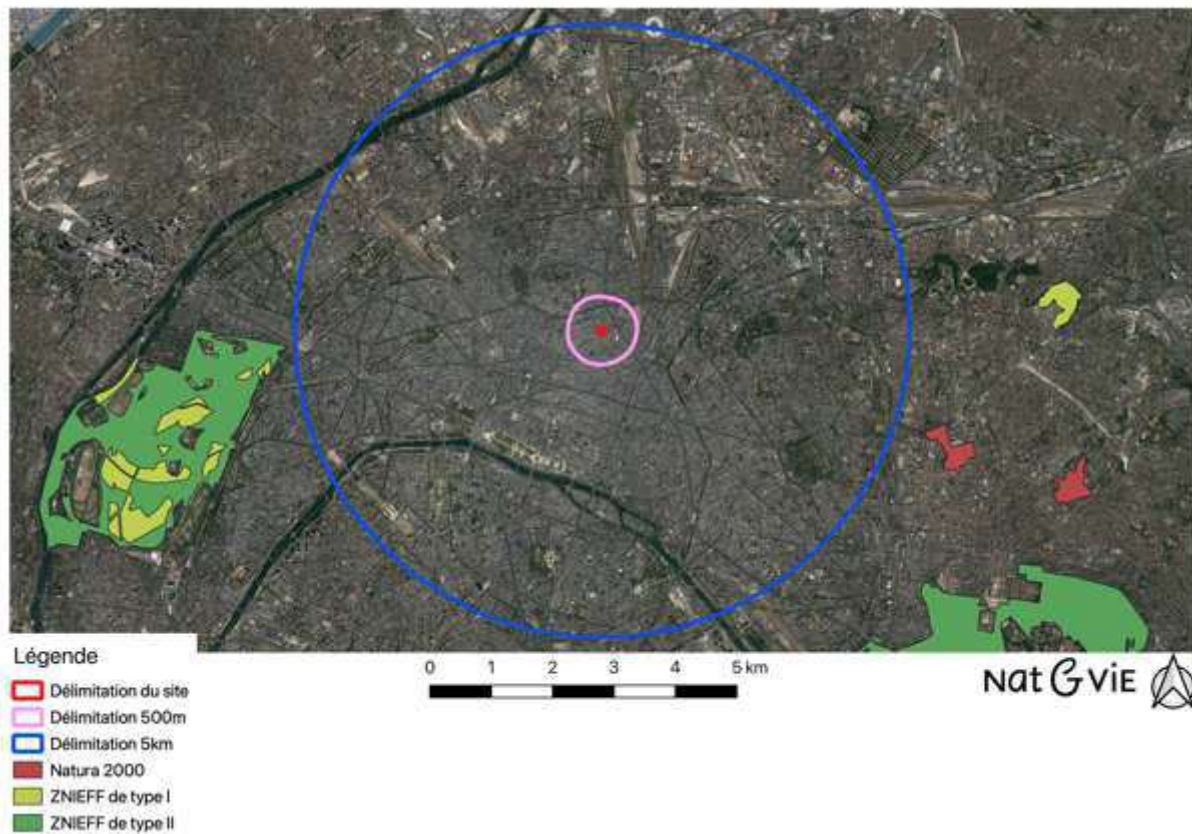 Légende
Délimitation du site
Délimitation 500m
Délimitation 5km
Natura 2000
ZNIEFF de type I
ZNIEFF de type II
0 1 2 3 4 5 km
Nat G ViE